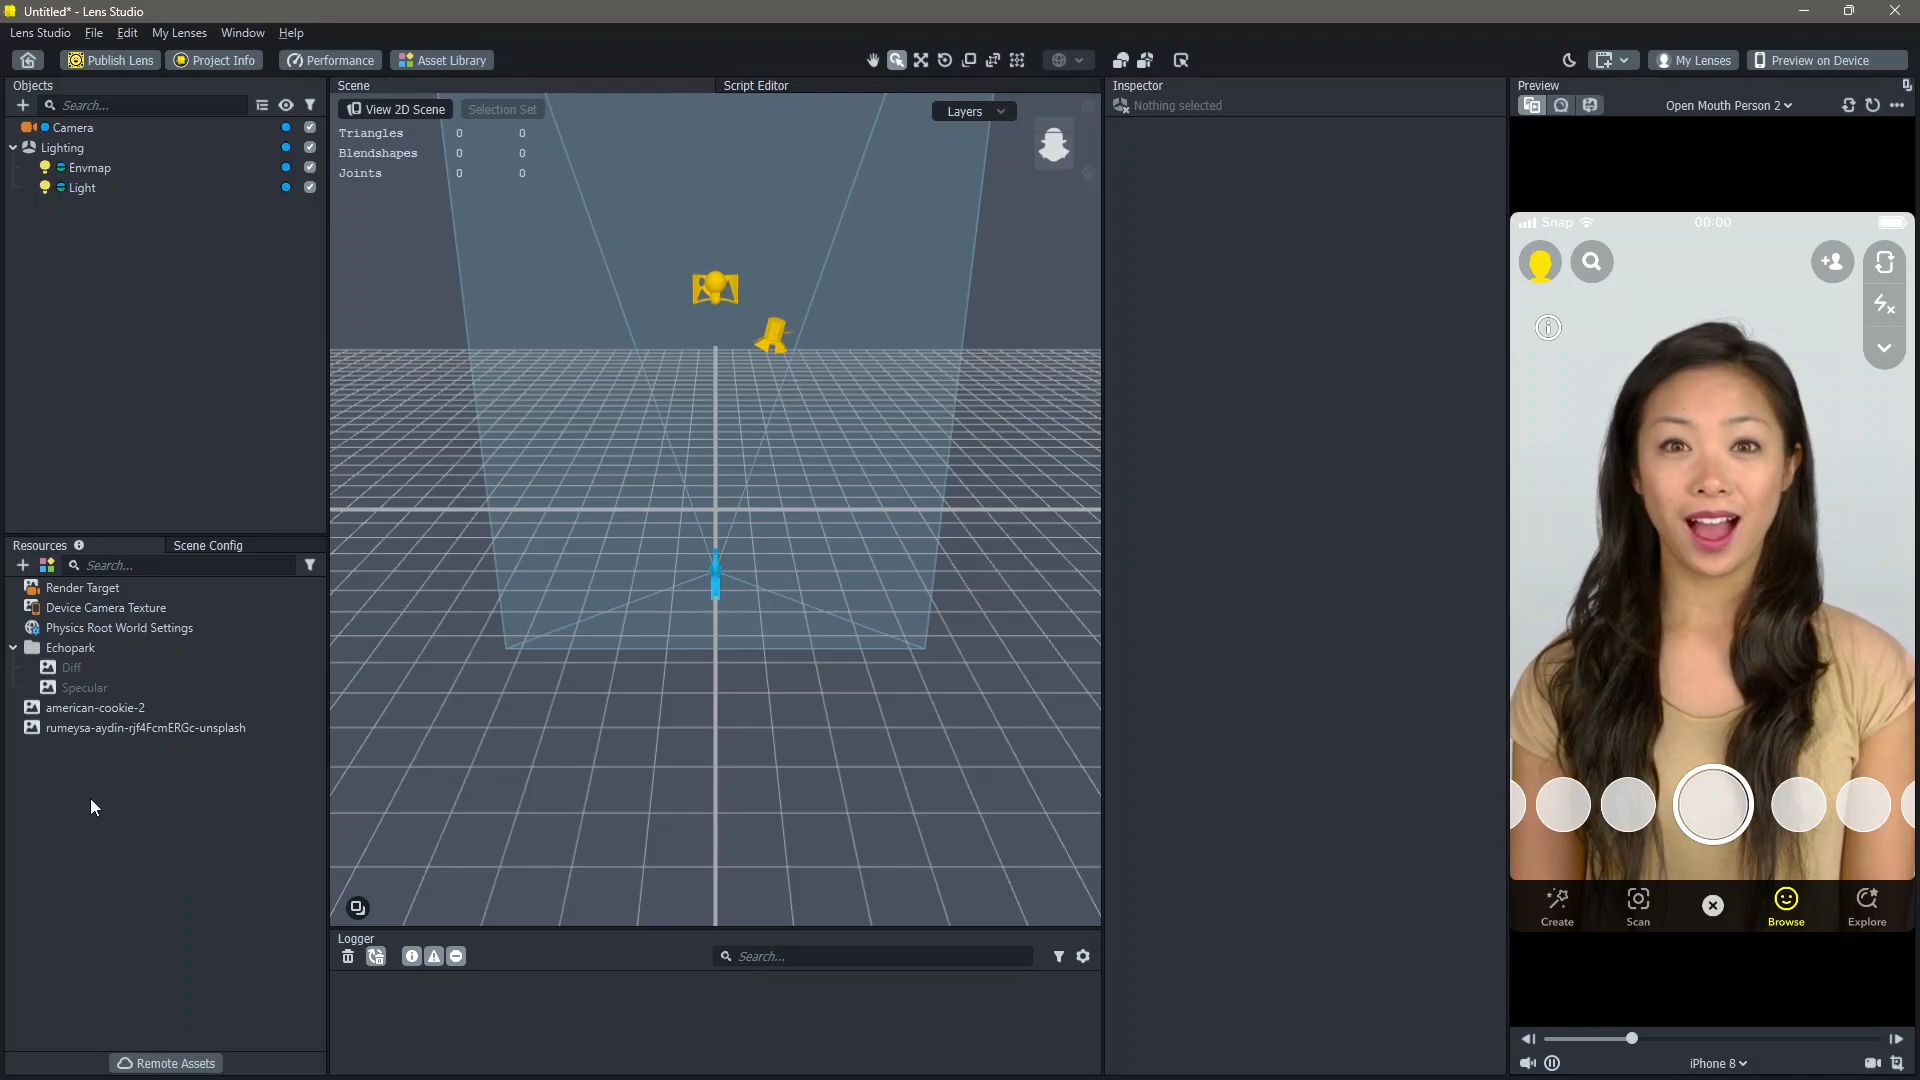 Untitled* - Lens Studio
Lens Studio File Edit My Lenses Window Help
Publish Lens Project Info Performance Asset Library My Lenses Preview on Device
Objects
Search...
Camera
Lighting
Envmap
Light
Resources Scene Config
Search...
Render Target
Device Camera Texture
Physics Root World Settings
Echopark
Diff
Specular
american-cookie-2
rumeysa-aydin-rjf4FcmERGc-unsplash
Remote Assets
Scene Script Editor
View 2D Scene Selection Set Layers
Triangles 0 0
Blendshapes 0 0
Joints 0 0
Logger
Search...
Inspector
Nothing selected
Preview
Open Mouth Person 2
Snap 00:00
Create Scan Browse Explore
iPhone 8